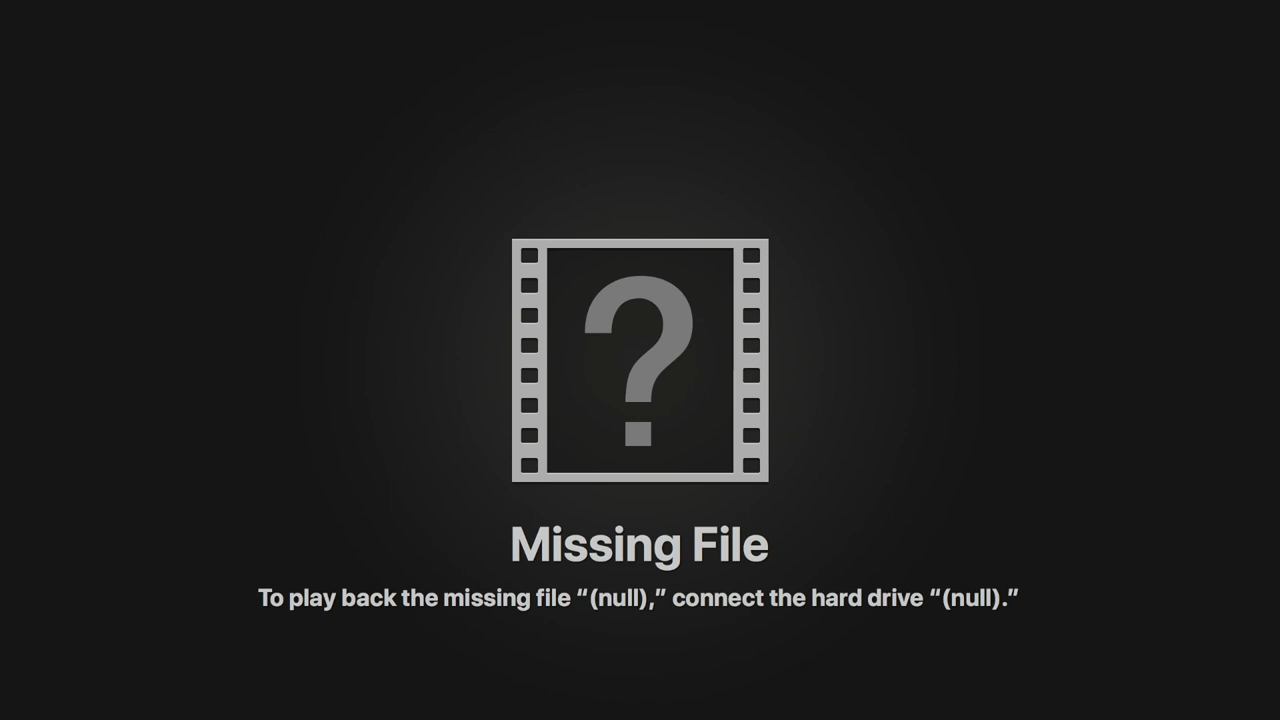 ?
Missing File
To play back the missing file “(null),” connect the hard drive “(null).”